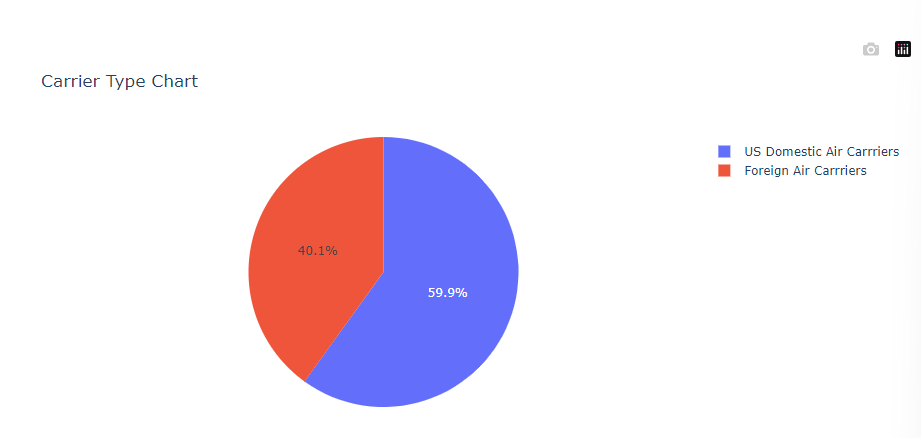 Carrier Type Chart
US Domestic Air Carrriers
Foreign Air Carrriers
40.1%
59.9%